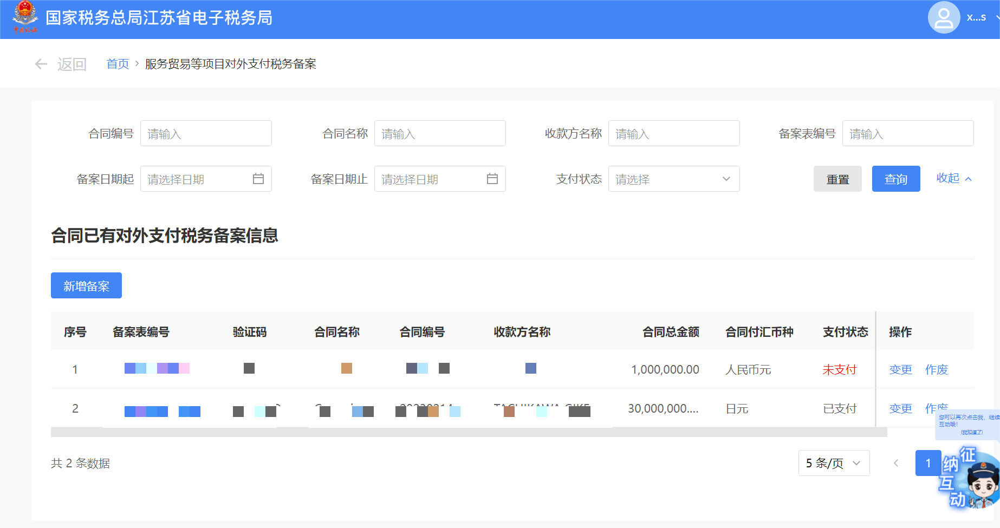 国家税务总局江苏省电子税务局
x...s
返回 首页 > 服务贸易等项目对外支付税务备案
合同编号 请输入 合同名称 请输入 收款方名称 请输入 备案表编号 请输入
备案日期起 请选择日期 备案日期止 请选择日期 支付状态 请选择 重置 查询 收起
合同已有对外支付税务备案信息
新增备案
序号 备案表编号 验证码 合同名称 合同编号 收款方名称 合同总金额 合同付汇币种 支付状态 操作
1 1,000,000.00 人民币元 未支付 变更 作废
2 30,000,000.... 日元 已支付 变更 作废
您可以再次点击我，继续
互动哦！
(我知道了)
共 2 条数据 5 条/页 1
征纳互动